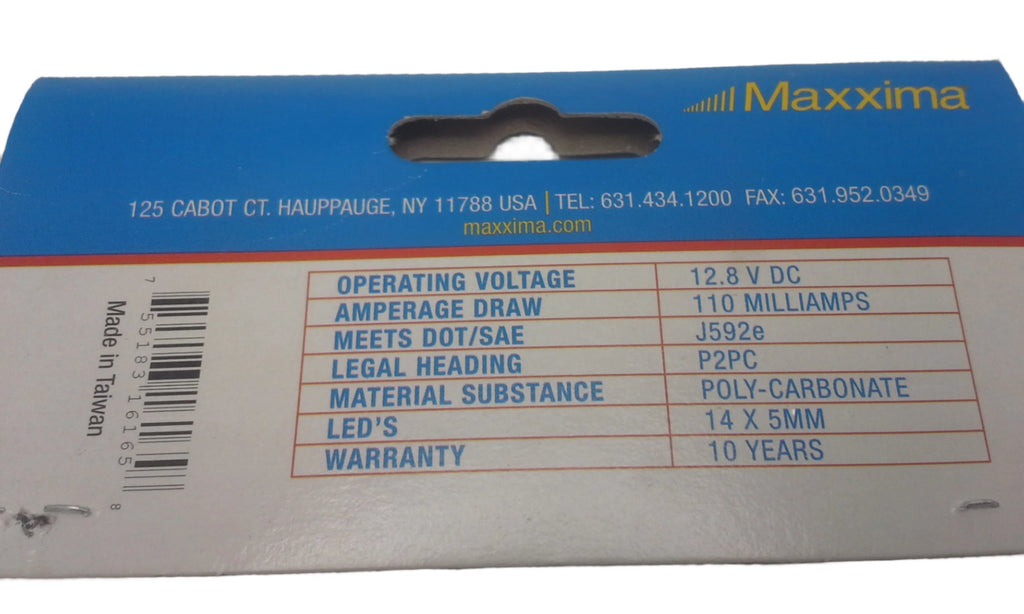 Maxxima
125 CABOT CT. HAUPPAUGE, NY 11788 USA | TEL: 631.434.1200 FAX: 631.952.0349
maxxima.com
OPERATING VOLTAGE 12.8 V DC
AMPERAGE DRAW 110 MILLIAMPS
MEETS DOT/SAE J592e
LEGAL HEADING P2PC
MATERIAL SUBSTANCE POLY-CARBONATE
LED'S 14 X 5MM
WARRANTY 10 YEARS
7 55183 16165 8
Made in Taiwan